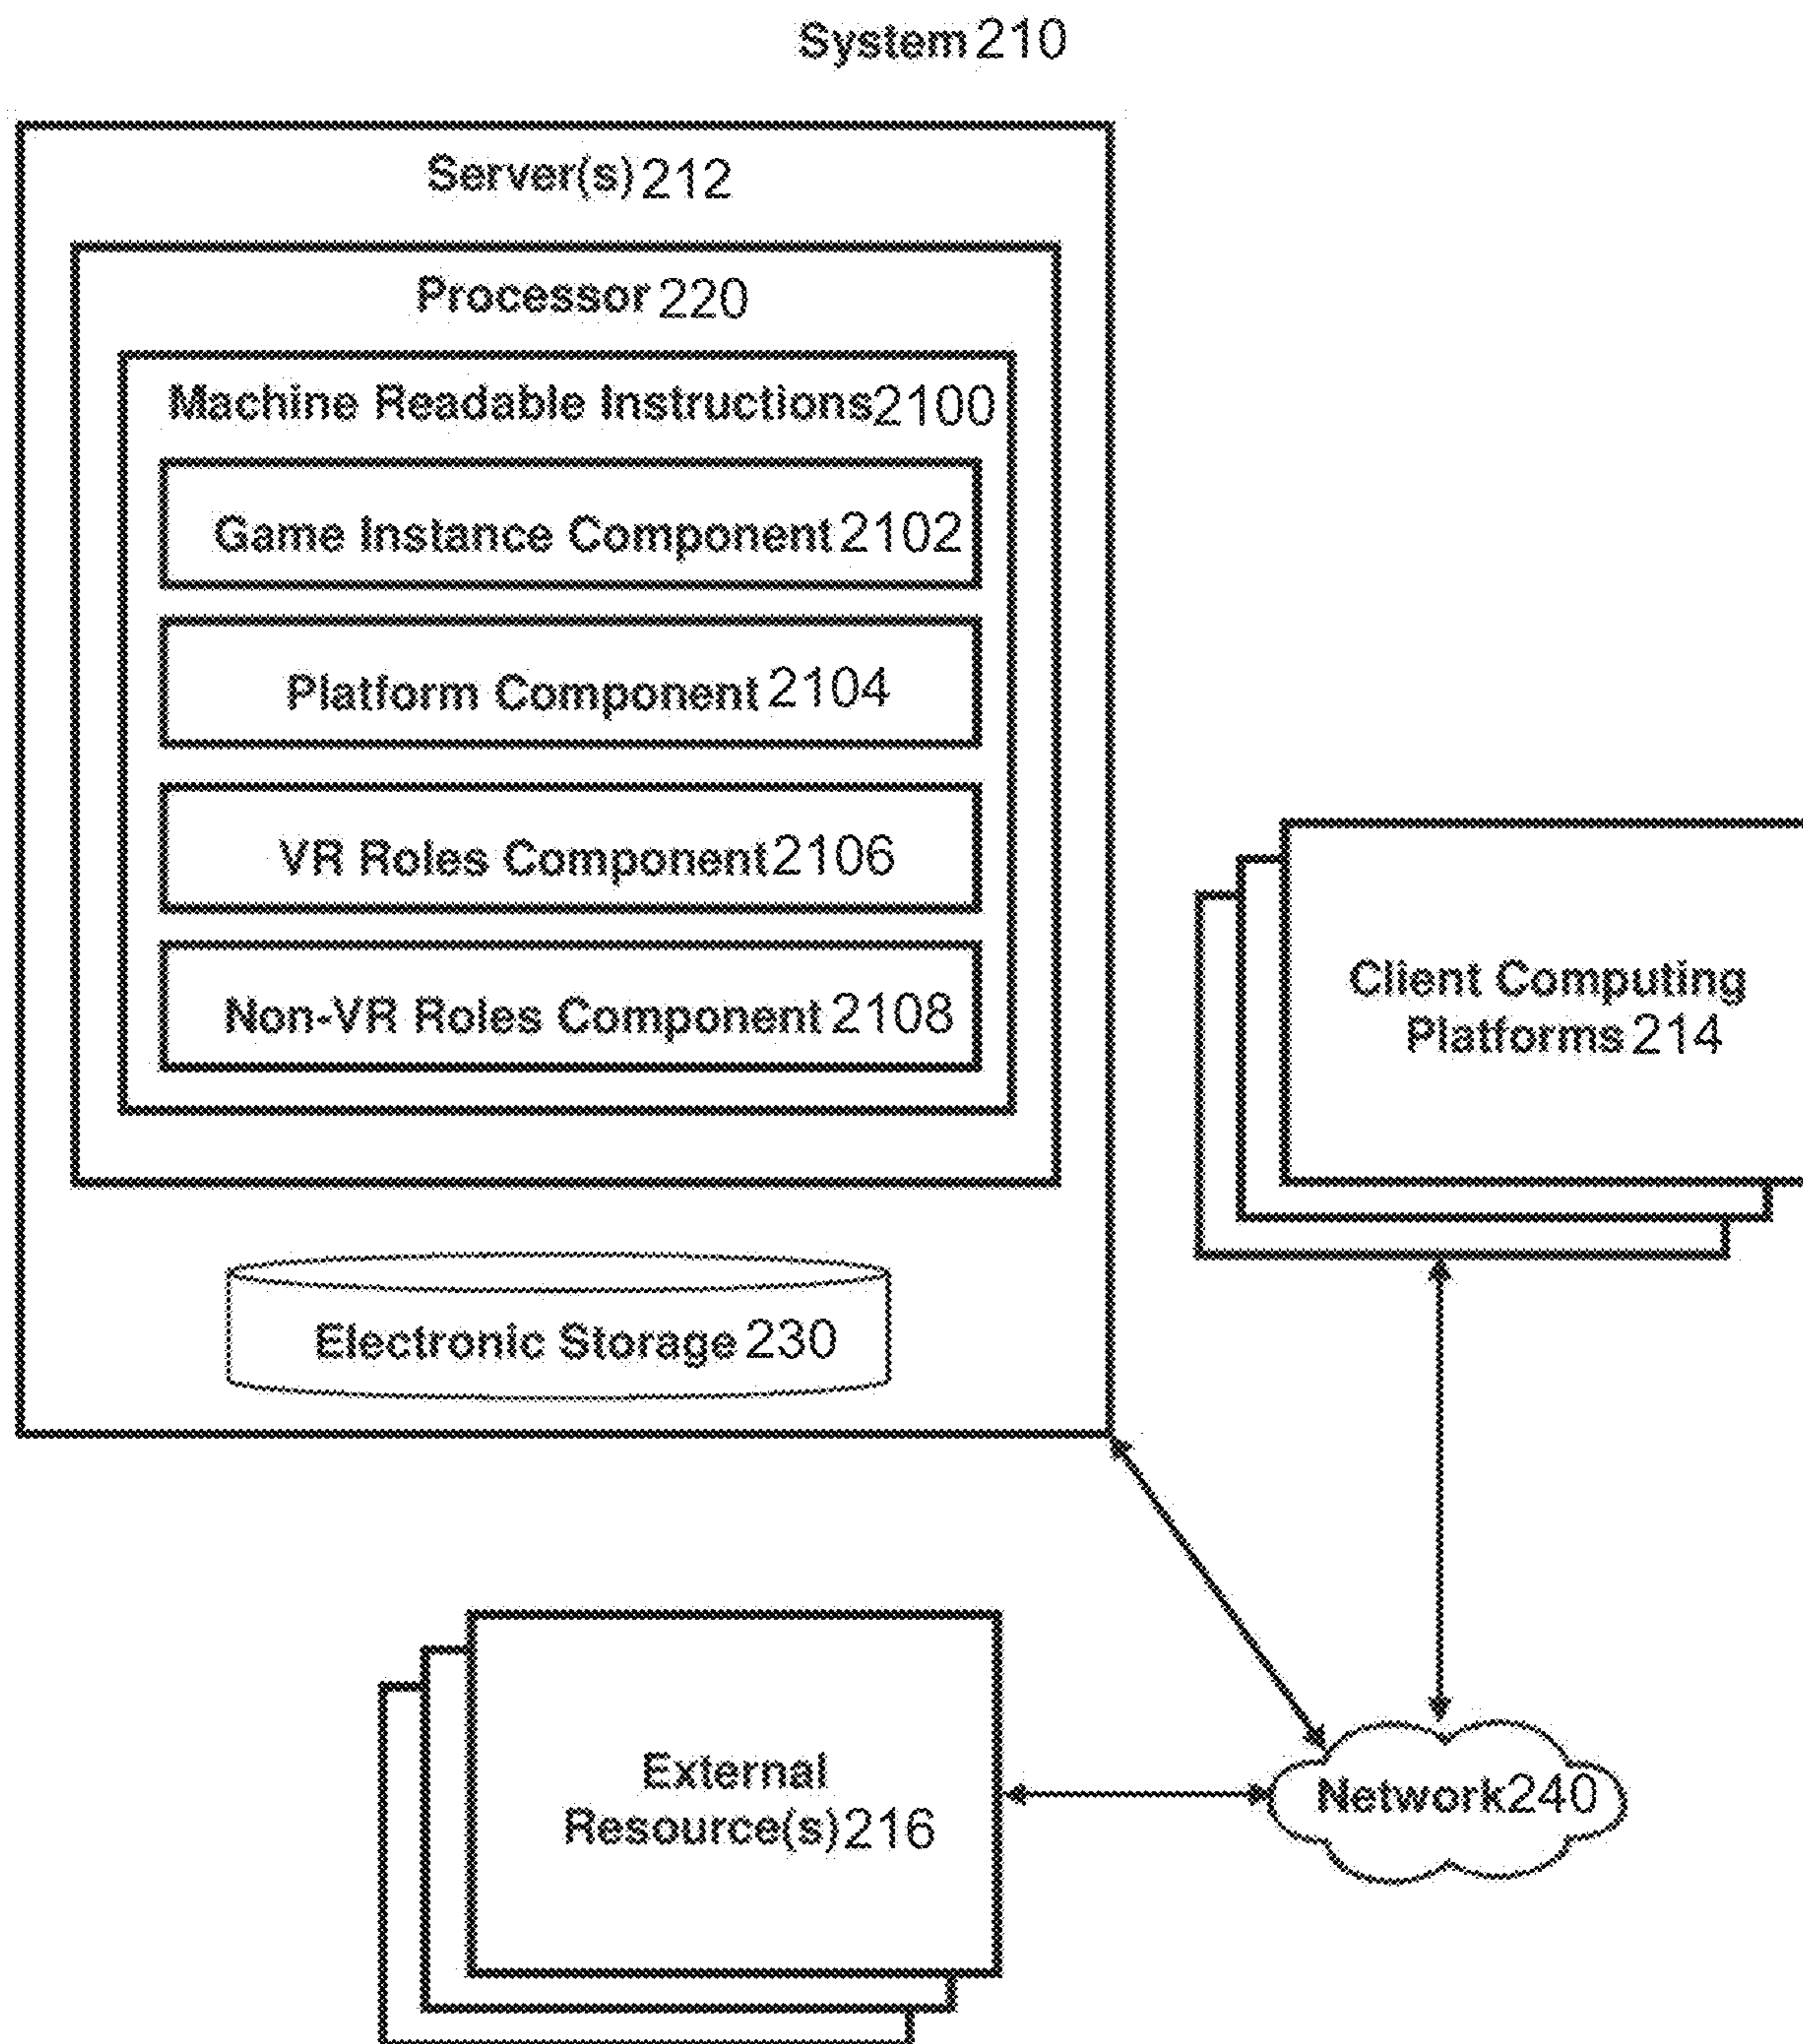 System 210
Server(s) 212
Processor 220
Machine Readable Instructions 2100
Game Instance Component 2102
Platform Component 2104
VR Roles Component 2106
Non-VR Roles Component 2108
Electronic Storage 230
Client Computing
Platforms 214
External
Resource(s) 216
Network 240